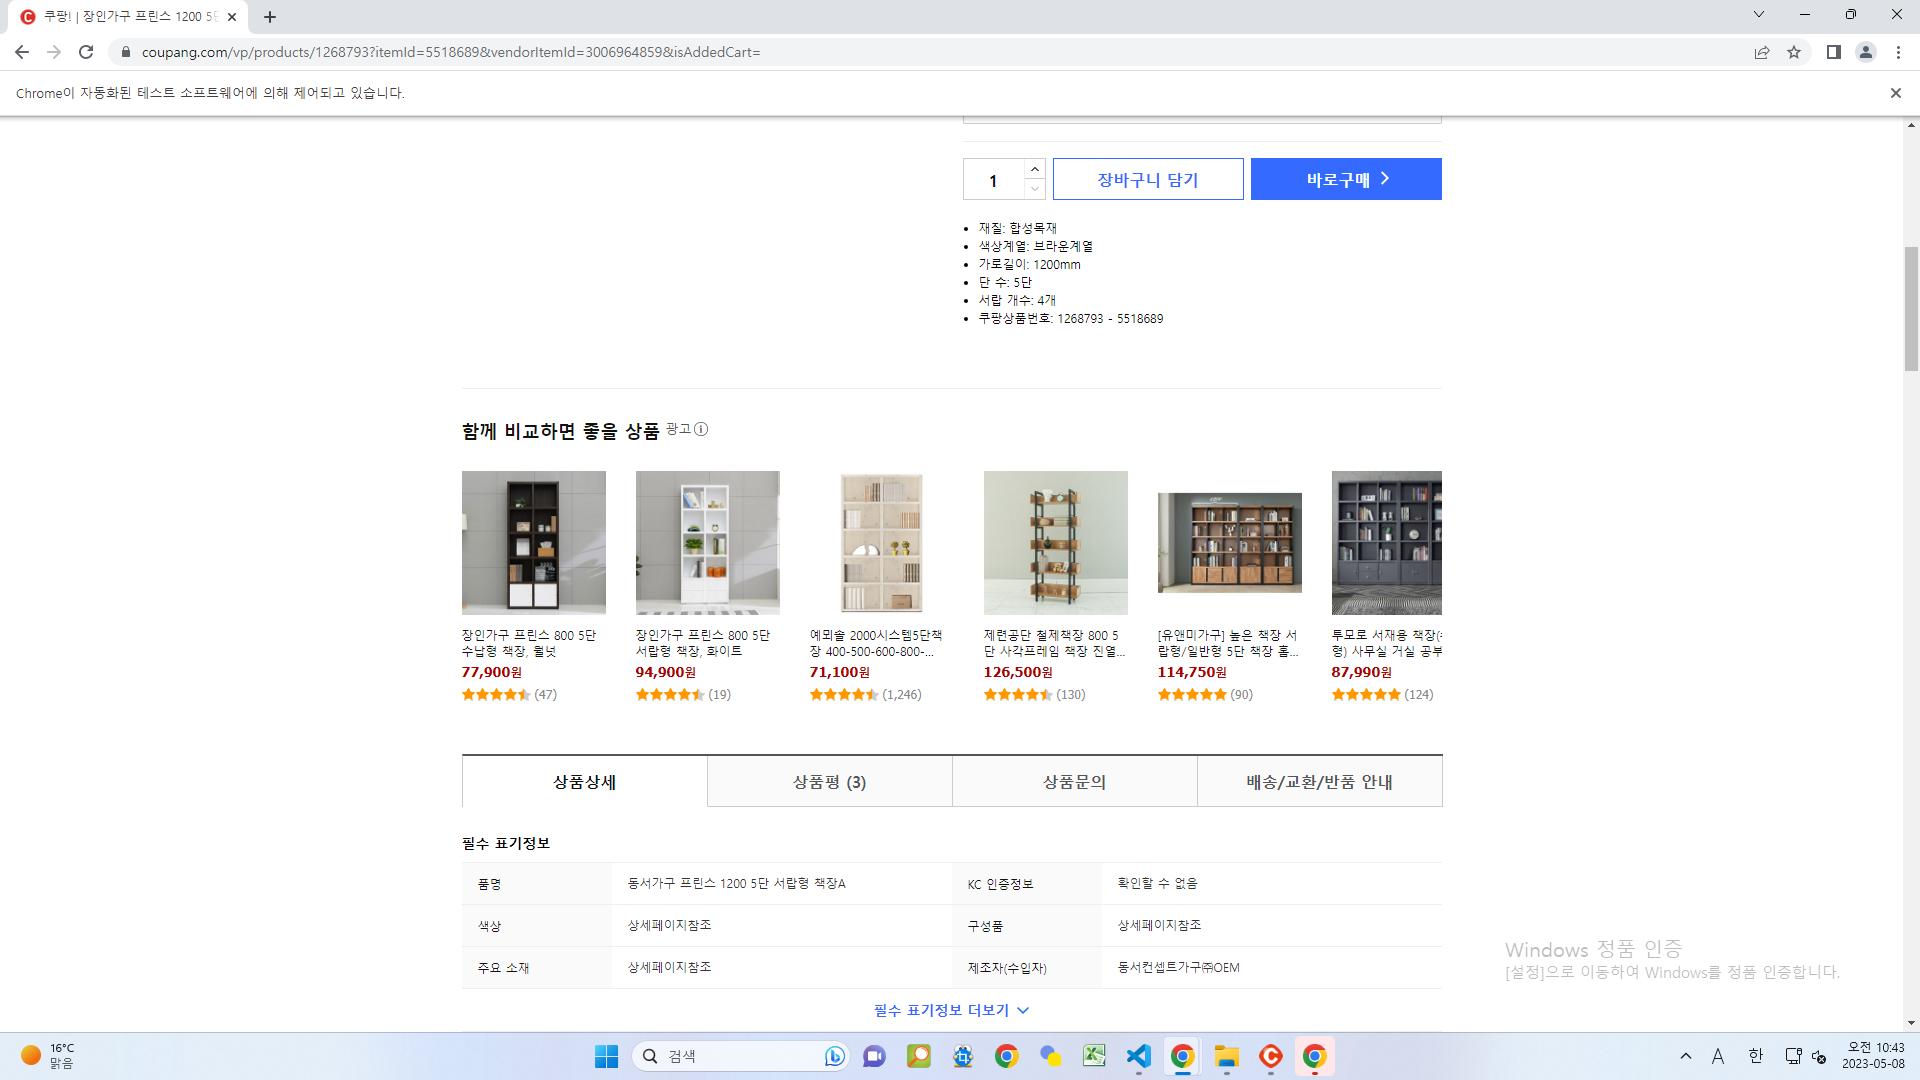 쿠팡! | 장인가구 프린스 1200 5단
coupang.com/vp/products/1268793?itemId=5518689&vendorItemId=3006964859&isAddedCart=
Chrome이 자동화된 테스트 소프트웨어에 의해 제어되고 있습니다.
1
장바구니 담기
바로구매
재질: 합성목재
색상계열: 브라운계열
가로길이: 1200mm
단 수: 5단
서랍 개수: 4개
쿠팡상품번호: 1268793 - 5518689
함께 비교하면 좋을 상품 광고
장인가구 프린스 800 5단
수납형 책장, 월넛
77,900원
(47)
장인가구 프린스 800 5단
서랍형 책장, 화이트
94,900원
(19)
예뫼솔 2000시스템5단책
장 400-500-600-800-...
71,100원
(1,246)
제련공단 철제책장 800 5
단 사각프레임 책장 진열...
126,500원
(130)
[유앤미가구] 높은 책장 서
랍형/일반형 5단 책장 홈...
114,750원
(90)
투모로 서재용 책장(
형) 사무실 거실 공부
87,990원
(124)
상품상세
상품평 (3)
상품문의
배송/교환/반품 안내
필수 표기정보
품명
동서가구 프린스 1200 5단 서랍형 책장A
KC 인증정보
확인할 수 없음
색상
상세페이지참조
구성품
상세페이지참조
주요 소재
상세페이지참조
제조자(수입자)
동서컨셉트가구㈜OEM
필수 표기정보 더보기
Windows 정품 인증
[설정]으로 이동하여 Windows를 정품 인증합니다.
16°C
맑음
검색
A
한
오전 10:43
2023-05-08